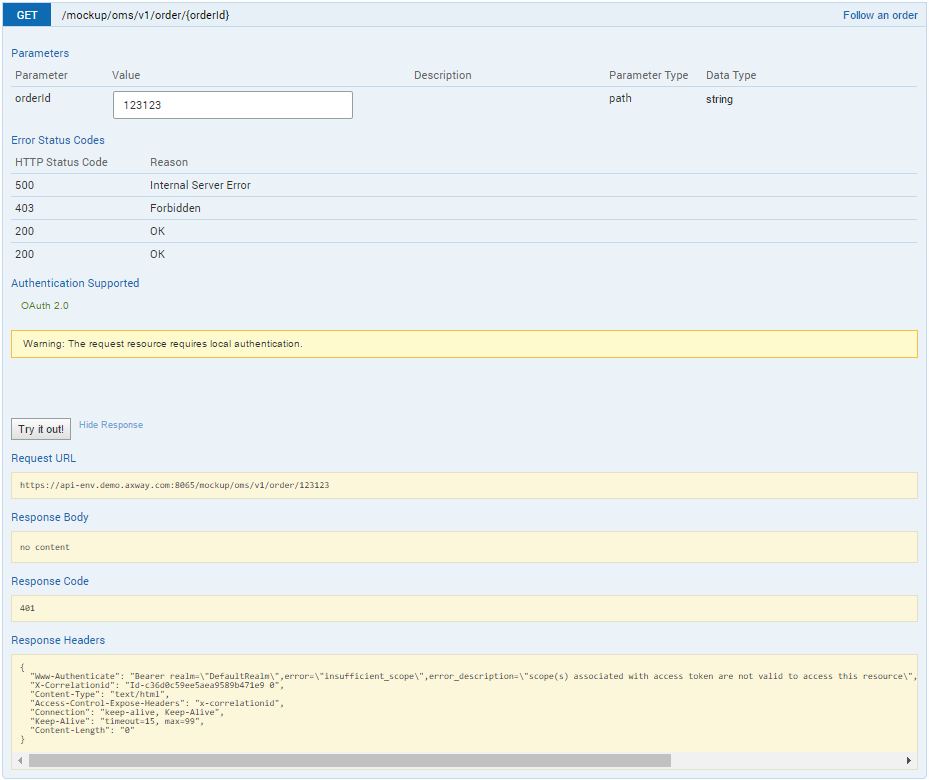 GET /mockup/oms/v1/order/{orderId} Follow an order
Parameters
Parameter Value Description Parameter Type Data Type
orderId 123123 path string
Error Status Codes
HTTP Status Code Reason
500 Internal Server Error
403 Forbidden
200 OK
200 OK
Authentication Supported
OAuth 2.0
Warning: The request resource requires local authentication.
Try it out! Hide Response
Request URL
https://api-env.demo.axway.com:8065/mockup/oms/v1/order/123123
Response Body
no content
Response Code
401
Response Headers
{
"Www-Authenticate": "Bearer realm=\"DefaultRealm\",error=\"insufficient_scope\",error_description=\"scope(s) associated with access token are not valid to access this resource\",
"X-Correlationid": "Id-c36d0c59ee5aea9589b471e9 0",
"Content-Type": "text/html",
"Access-Control-Expose-Headers": "x-correlationid",
"Connection": "keep-alive, Keep-Alive",
"Keep-Alive": "timeout=15, max=99",
"Content-Length": "0"
}